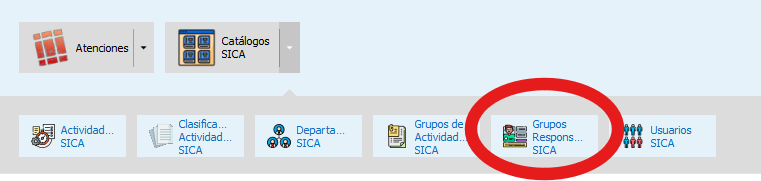 Atenciones
Catálogos
SICA
Actividad...
SICA
Clasifica...
Actividad...
SICA
Departa...
SICA
Grupos de
Actividad...
SICA
Grupos
Respons...
SICA
Usuarios
SICA